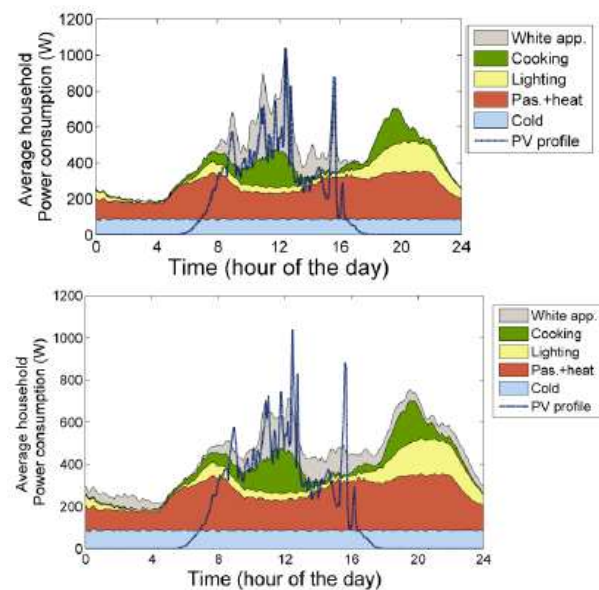 1200
1000
800
600
400
200
0
Average household
Power consumption (W)
0 4 8 12 16 20 24
Time (hour of the day)
White app.
Cooking
Lighting
Pas.+heat
Cold
PV profile
1200
1000
800
600
400
200
0
Average household
Power consumption (W)
0 4 8 12 16 20 24
Time (hour of the day)
White app.
Cooking
Lighting
Pas.+heat
Cold
PV profile